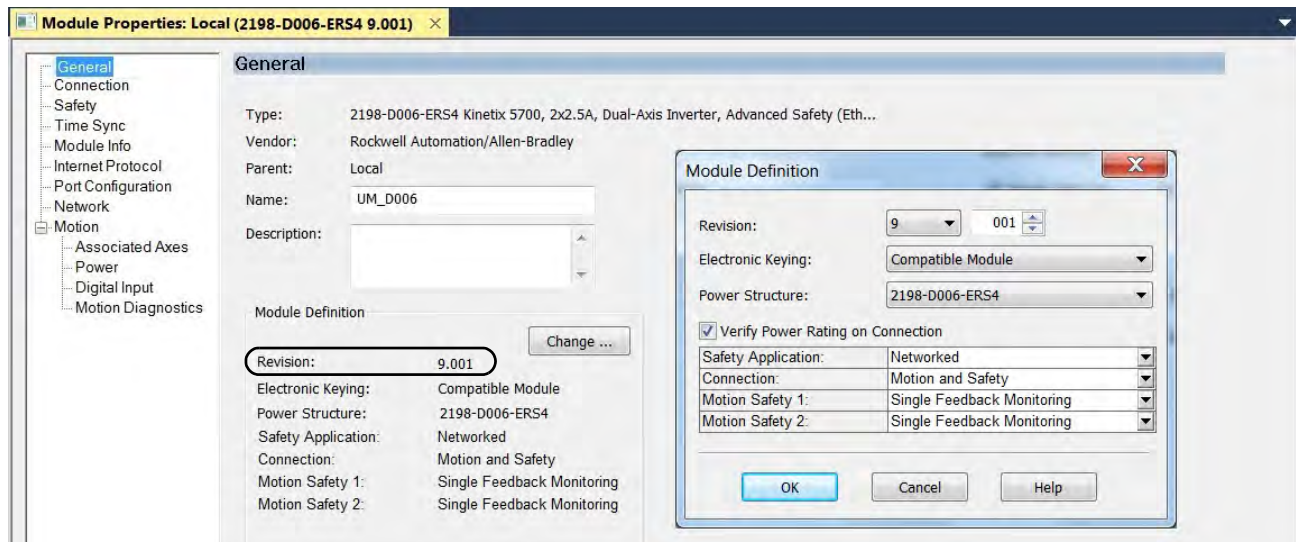 Module Properties: Local (2198-D006-ERS4 9.001)
General
Connection
Safety
Time Sync
Module Info
Internet Protocol
Port Configuration
Network
Motion
Associated Axes
Power
Digital Input
Motion Diagnostics
General
Type: 2198-D006-ERS4 Kinetix 5700, 2x2.5A, Dual-Axis Inverter, Advanced Safety (Eth...
Vendor: Rockwell Automation/Allen-Bradley
Parent: Local
Name: UM_D006
Description:
Module Definition
Change ...
Revision: 9.001
Electronic Keying: Compatible Module
Power Structure: 2198-D006-ERS4
Safety Application: Networked
Connection: Motion and Safety
Motion Safety 1: Single Feedback Monitoring
Motion Safety 2: Single Feedback Monitoring
Module Definition
Revision: 9 001
Electronic Keying: Compatible Module
Power Structure: 2198-D006-ERS4
Verify Power Rating on Connection
Safety Application: Networked
Connection: Motion and Safety
Motion Safety 1: Single Feedback Monitoring
Motion Safety 2: Single Feedback Monitoring
OK Cancel Help